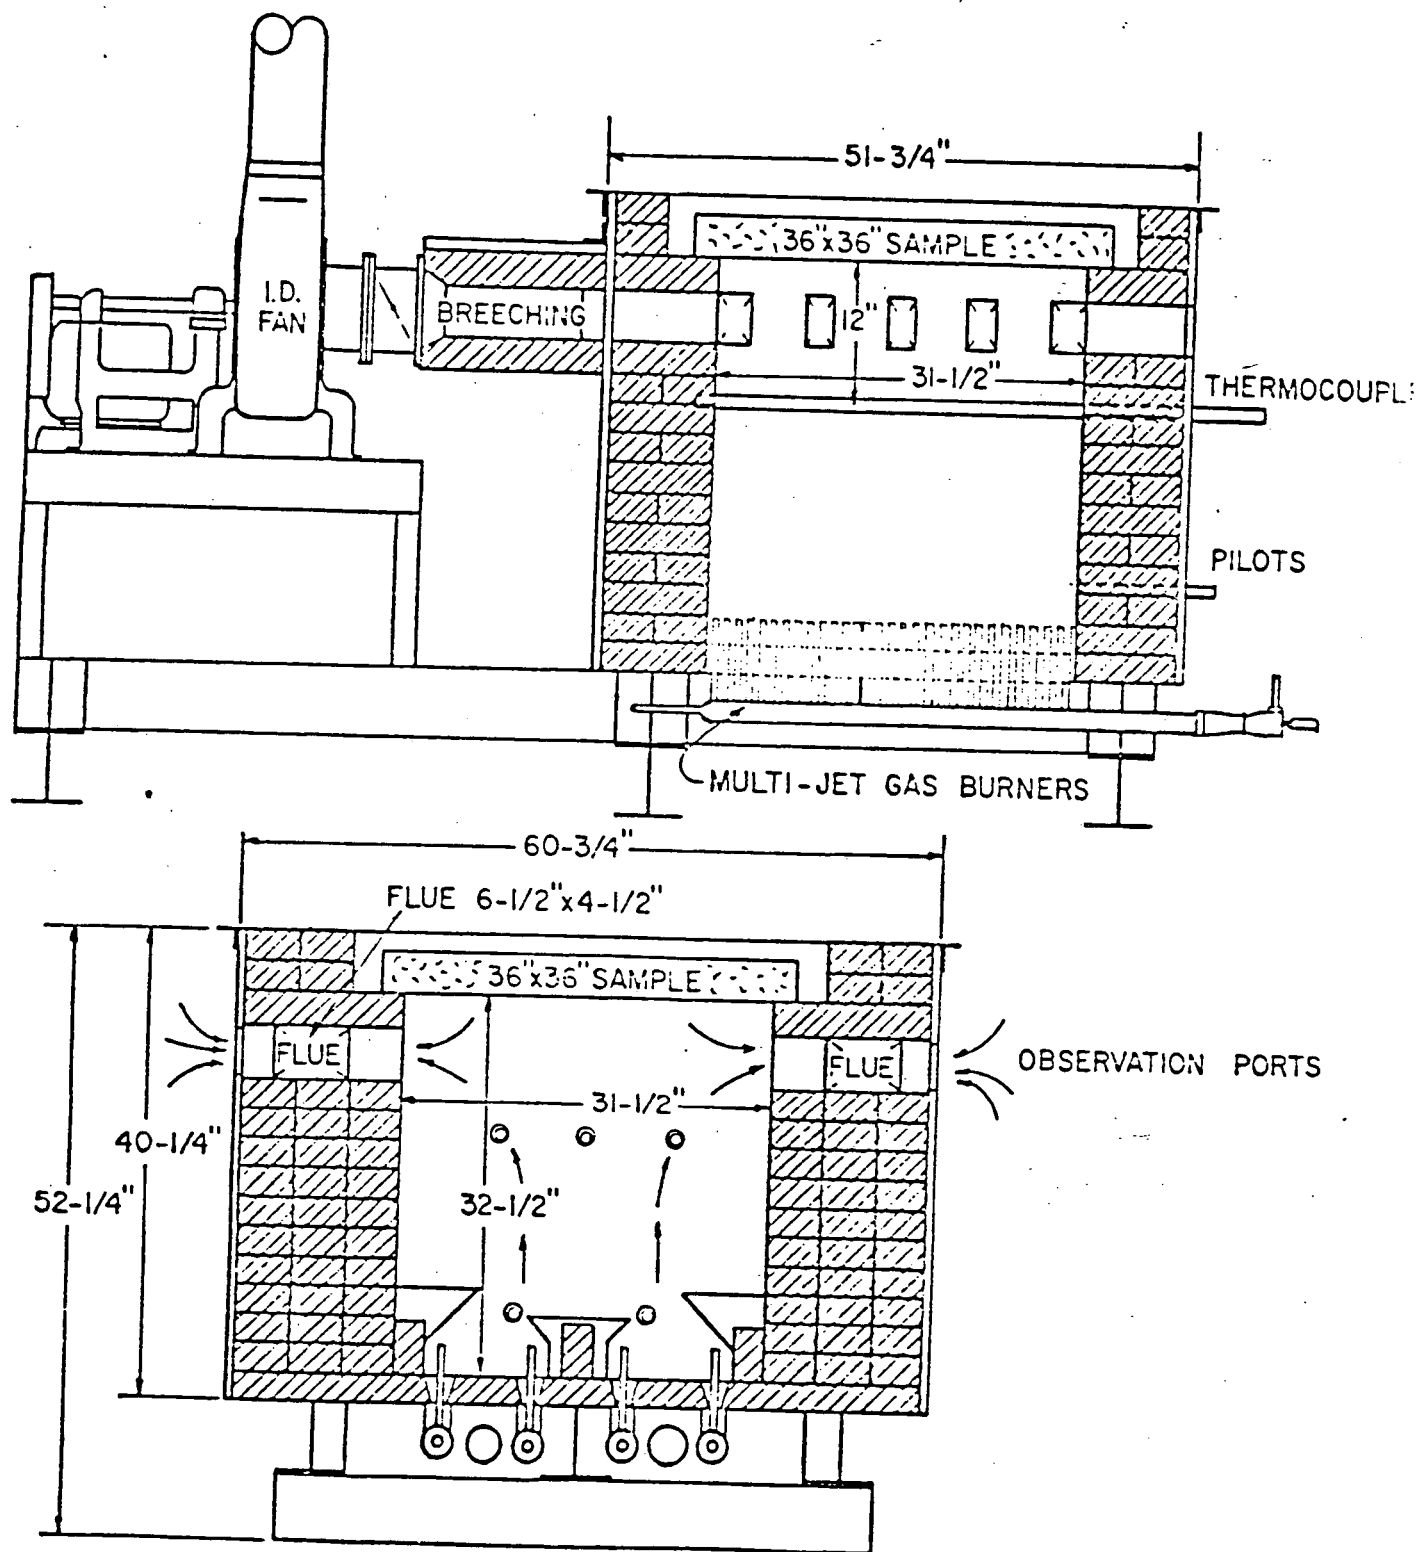 51-3/4"
36"x36" SAMPLE
I.D.
FAN
BREECHING
12"
31-1/2"
THERMOCOUPLE
PILOTS
MULTI-JET GAS BURNERS
60-3/4"
FLUE 6-1/2"x4-1/2"
36"x36" SAMPLE
FLUE
FLUE
OBSERVATION PORTS
31-1/2"
40-1/4"
52-1/4"
32-1/2"